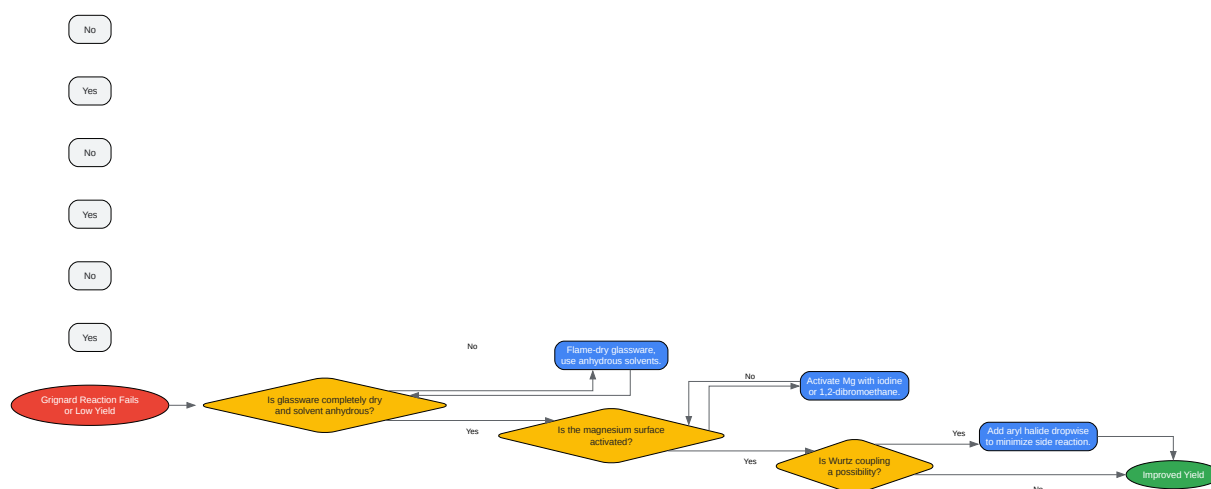 No
Yes
No
Yes
No
Yes
Grignard Reaction Fails
or Low Yield
Is glassware completely dry
and solvent anhydrous?
No
Flame-dry glassware,
use anhydrous solvents.
Yes
Is the magnesium surface
activated?
No
Activate Mg with iodine
or 1,2-dibromoethane.
Yes
Is Wurtz coupling
a possibility?
Yes
Add aryl halide dropwise
to minimize side reaction.
No
Improved Yield